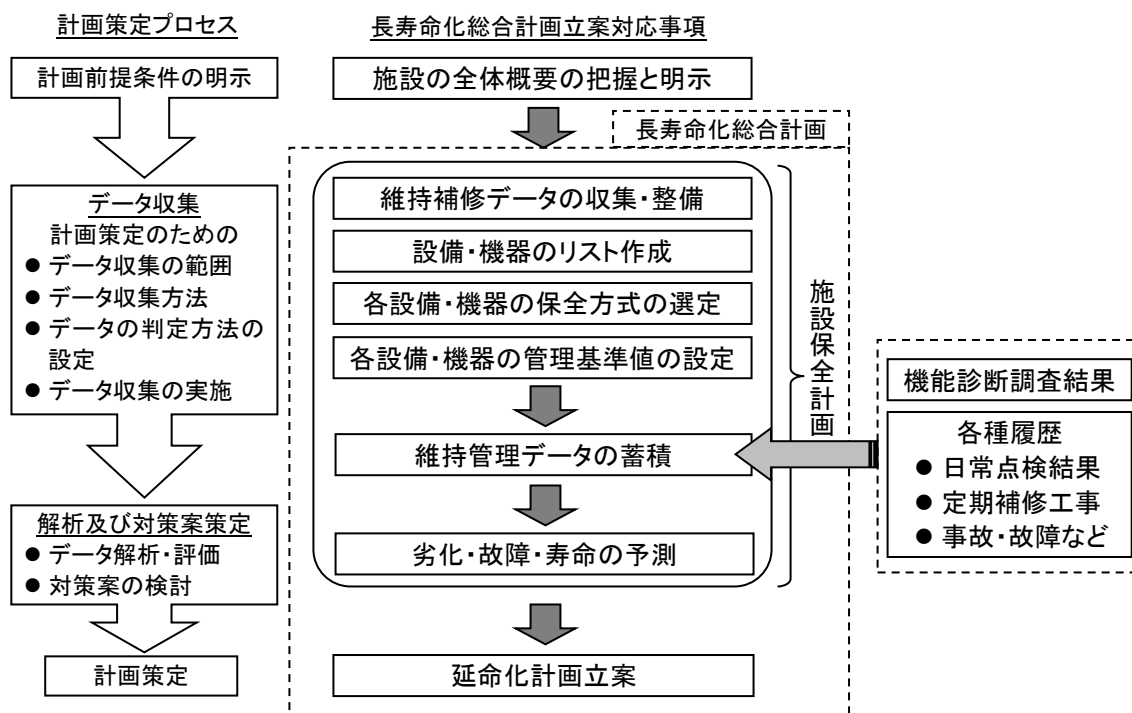 計画策定プロセス
計画前提条件の明示
データ収集
計画策定のための
● データ収集の範囲
● データ収集方法
● データの判定方法の
設定
● データ収集の実施
解析及び対策案策定
● データ解析・評価
● 対策案の検討
計画策定
長寿命化総合計画立案対応事項
施設の全体概要の把握と明示
長寿命化総合計画
維持補修データの収集・整備
設備・機器のリスト作成
各設備・機器の保全方式の選定
各設備・機器の管理基準値の設定
維持管理データの蓄積
劣化・故障・寿命の予測
延命化計画立案
施設保全計画
機能診断調査結果
各種履歴
● 日常点検結果
● 定期補修工事
● 事故・故障など